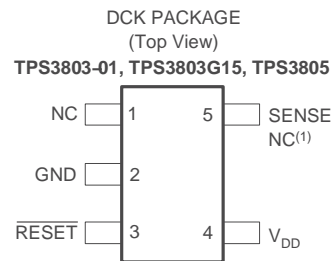 DCK PACKAGE
(Top View)
TPS3803-01, TPS3803G15, TPS3805
NC 1 5 SENSE
NC(1)
GND 2
RESET 3 4 VDD